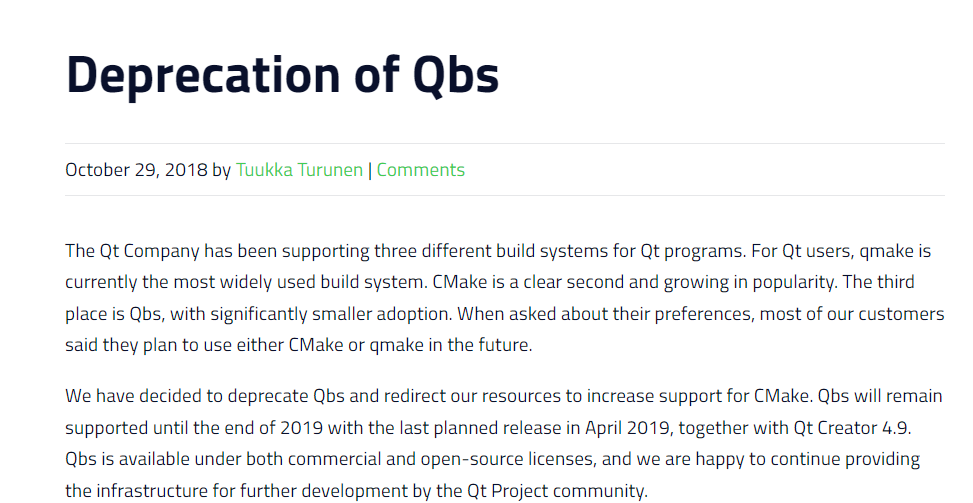 Deprecation of Qbs
October 29, 2018 by Tuukka Turunen | Comments
The Qt Company has been supporting three different build systems for Qt programs. For Qt users, qmake is
currently the most widely used build system. CMake is a clear second and growing in popularity. The third
place is Qbs, with significantly smaller adoption. When asked about their preferences, most of our customers
said they plan to use either CMake or qmake in the future.
We have decided to deprecate Qbs and redirect our resources to increase support for CMake. Qbs will remain
supported until the end of 2019 with the last planned release in April 2019, together with Qt Creator 4.9.
Qbs is available under both commercial and open-source licenses, and we are happy to continue providing
the infrastructure for further development by the Qt Project community.